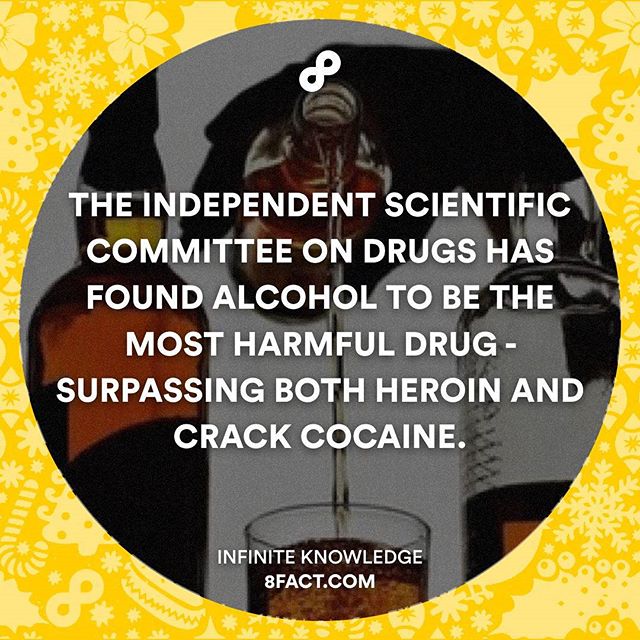 THE INDEPENDENT SCIENTIFIC
COMMITTEE ON DRUGS HAS
FOUND ALCOHOL TO BE THE
MOST HARMFUL DRUG -
SURPASSING BOTH HEROIN AND
CRACK COCAINE.
INFINITE KNOWLEDGE
8FACT.COM